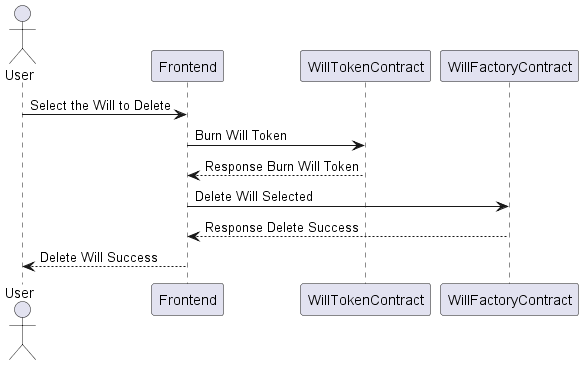 User
Frontend
WillTokenContract
WillFactoryContract
Select the Will to Delete
Burn Will Token
Response Burn Will Token
Delete Will Selected
Response Delete Success
Delete Will Success
User
Frontend
WillTokenContract
WillFactoryContract